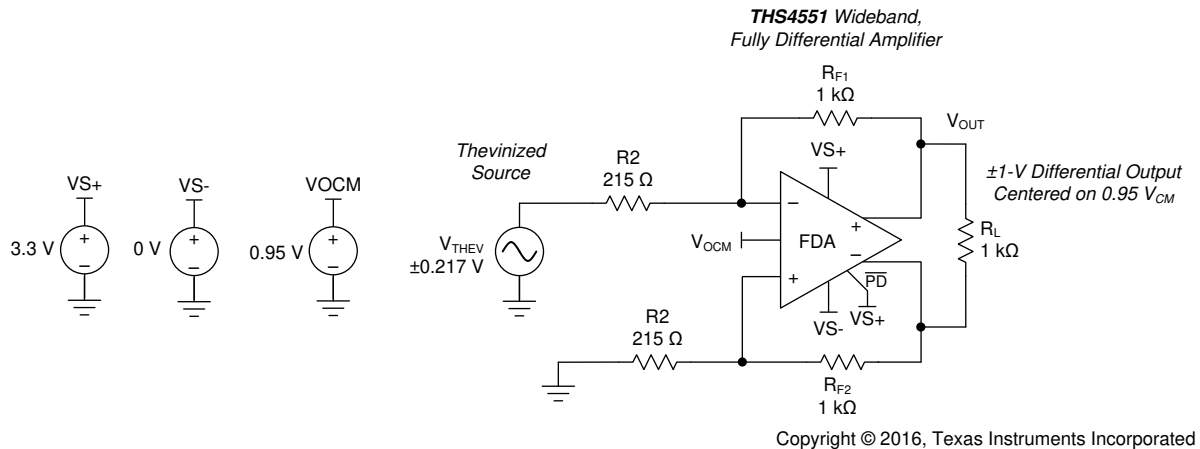 THS4551 Wideband,
Fully Differential Amplifier
RF1
1 kΩ
VOUT
Thevinized
Source
R2
215 Ω
VS+
±1-V Differential Output
Centered on 0.95 VCM
VS+
VS-
VOCM
3.3 V
+
−
0 V
+
−
0.95 V
+
−
VTHEV
±0.217 V
VOCM
−
+
FDA
+
−
PD
VS-
VS+
RL
1 kΩ
R2
215 Ω
RF2
1 kΩ
Copyright © 2016, Texas Instruments Incorporated